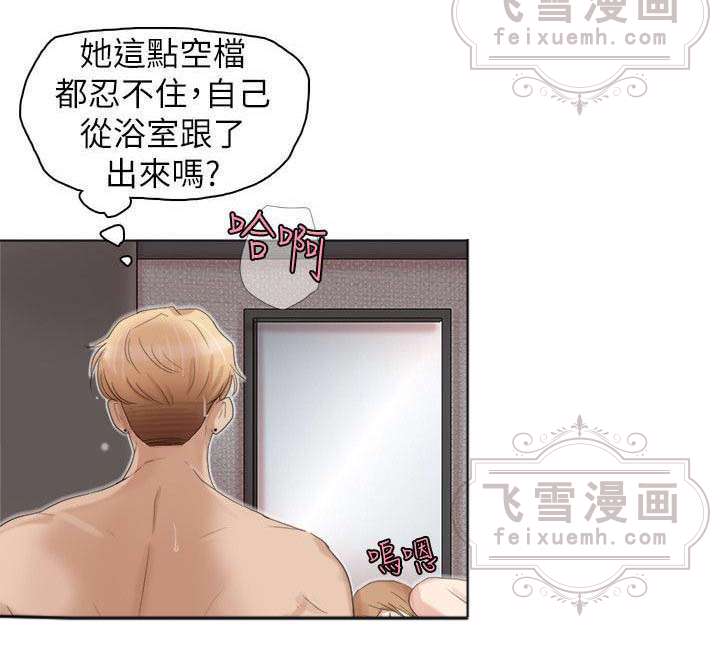 飞雪漫画
feixuemh.com
她這點空檔
都忍不住，自己
從浴室跟了
出來嗎？
哈啊
飞雪漫画
feixuemh.com
嗚嗯